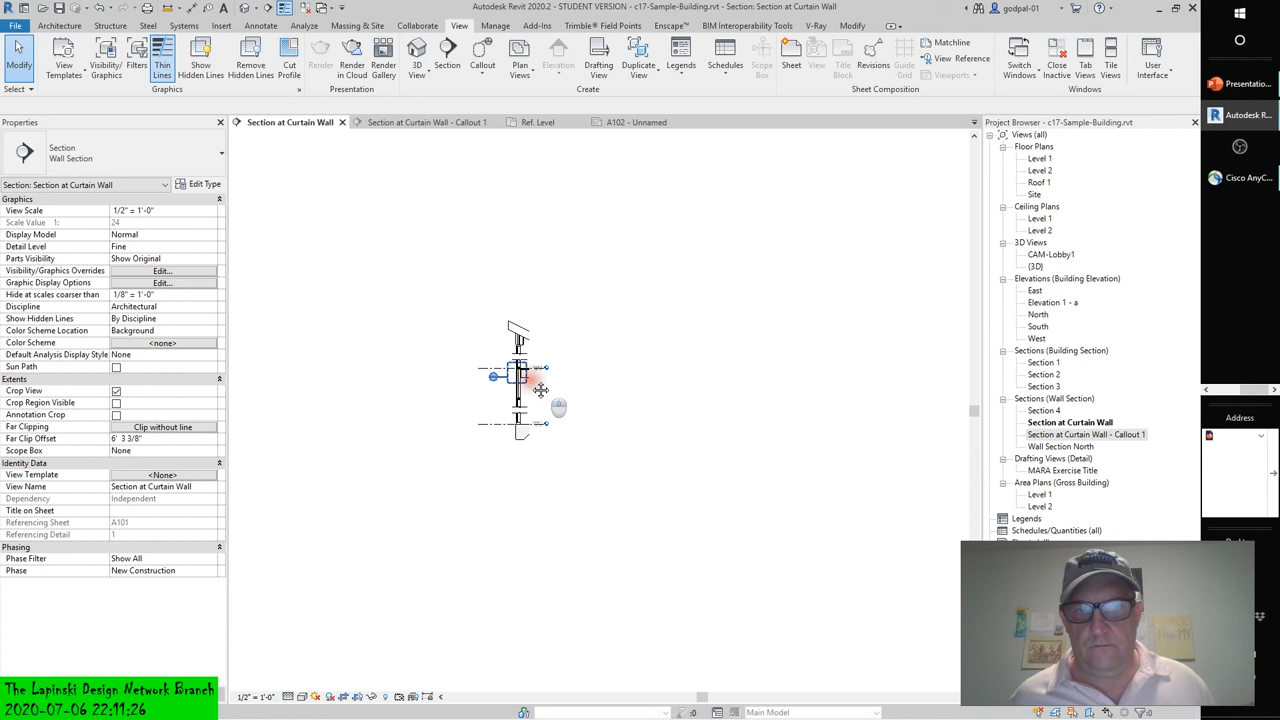 Autodesk Revit 2020.2 - STUDENT VERSION - c17-Sample-Building.rvt - Section: Section at Curtain Wall
godpal-01
File Architecture Structure Steel Systems Insert Annotate Analyze Massing & Site Collaborate View Manage Add-Ins Trimble® Field Points Enscape™ BIM Interoperability Tools V-Ray Modify
Modify
View Templates
Visibility/ Graphics
Filters
Thin Lines
Show Hidden Lines
Remove Hidden Lines
Cut Profile
Render
Render in Cloud
Render Gallery
3D View
Section
Callout
Plan Views
Elevation
Drafting View
Duplicate View
Legends
Schedules
Scope Box
Sheet
View
Title Block
Revisions
Guide Grid
Matchline
View Reference
Viewports
Switch Windows
Close Inactive
Tab Views
Tile Views
User Interface
Select
Graphics
Presentation
Create
Sheet Composition
Windows
Properties
Section at Curtain Wall
Section at Curtain Wall - Callout 1
Ref. Level
A102 - Unnamed
Section
Wall Section
Section: Section at Curtain Wall
Edit Type
Graphics
View Scale 1/2" = 1'-0"
Scale Value 1: 24
Display Model Normal
Detail Level Fine
Parts Visibility Show Original
Visibility/Graphics Overrides Edit...
Graphic Display Options Edit...
Hide at scales coarser than 1/8" = 1'-0"
Discipline Architectural
Show Hidden Lines By Discipline
Color Scheme Location Background
Color Scheme <none>
Default Analysis Display Style None
Sun Path
Extents
Crop View
Crop Region Visible
Annotation Crop
Far Clipping Clip without line
Far Clip Offset 6' 3 3/8"
Scope Box None
Identity Data
View Template <None>
View Name Section at Curtain Wall
Dependency Independent
Title on Sheet
Referencing Sheet A101
Referencing Detail 1
Phasing
Phase Filter Show All
Phase New Construction
Project Browser - c17-Sample-Building.rvt
Views (all)
Floor Plans
Level 1
Level 2
Roof 1
Site
Ceiling Plans
Level 1
Level 2
3D Views
CAM-Lobby1
{3D}
Elevations (Building Elevation)
East
Elevation 1 - a
North
South
West
Sections (Building Section)
Section 1
Section 2
Section 3
Sections (Wall Section)
Section 4
Section at Curtain Wall
Section at Curtain Wall - Callout 1
Wall Section North
Drafting Views (Detail)
MARA Exercise Title
Area Plans (Gross Building)
Level 1
Level 2
Legends
Schedules/Quantities (all)
Presentatio...
Autodesk R...
Cisco AnyC...
Address
1/2" = 1'-0"
:0
Main Model
:0
The Lapinski Design Network Branch
2020-07-06 22:11:26